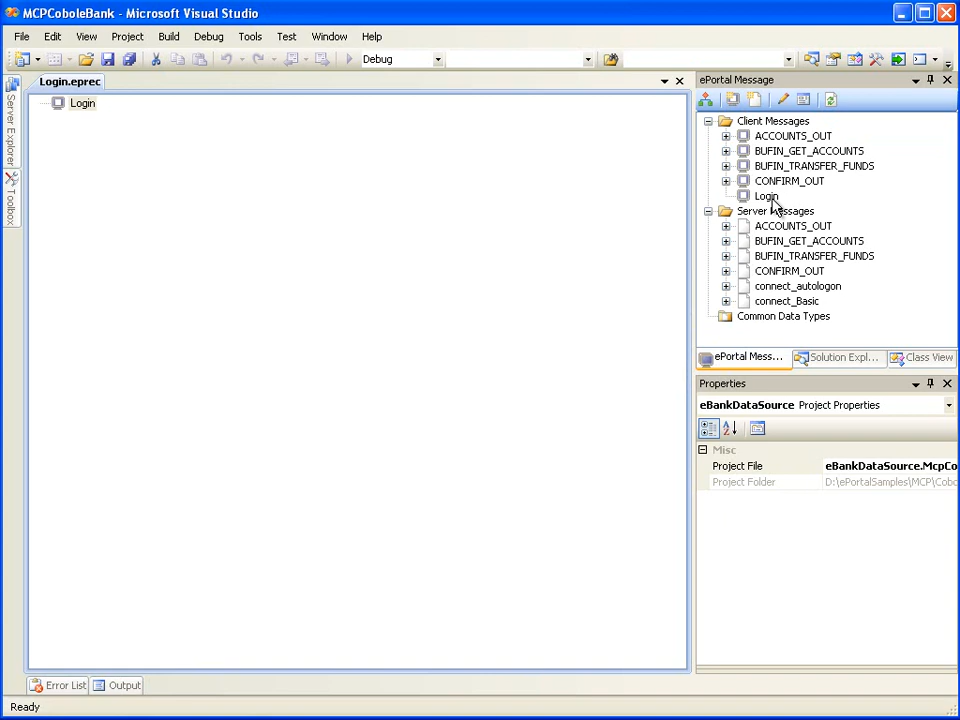 MCPCoboleBank - Microsoft Visual Studio
File Edit View Project Build Debug Tools Test Window Help
Debug
Login.eprec
Login
Server Explorer
Toolbox
ePortal Message
Client Messages
ACCOUNTS_OUT
BUFIN_GET_ACCOUNTS
BUFIN_TRANSFER_FUNDS
CONFIRM_OUT
Login
Server Messages
ACCOUNTS_OUT
BUFIN_GET_ACCOUNTS
BUFIN_TRANSFER_FUNDS
CONFIRM_OUT
connect_autologon
connect_Basic
Common Data Types
ePortal Mess... Solution Expl... Class View
Properties
eBankDataSource Project Properties
Misc
Project File eBankDataSource.McpCo
Project Folder D:\ePortalSamples\MCP\Cobo
Error List Output
Ready